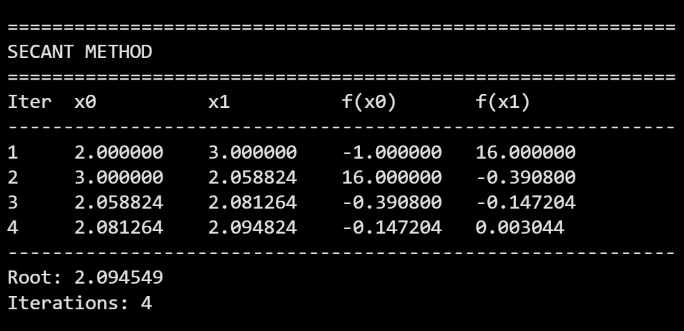 ============================================================
SECANT METHOD
============================================================
Iter  x0          x1          f(x0)       f(x1)
------------------------------------------------------------
1     2.000000    3.000000    -1.000000   16.000000
2     3.000000    2.058824    16.000000   -0.390800
3     2.058824    2.081264    -0.390800   -0.147204
4     2.081264    2.094824    -0.147204   0.003044
------------------------------------------------------------
Root: 2.094549
Iterations: 4